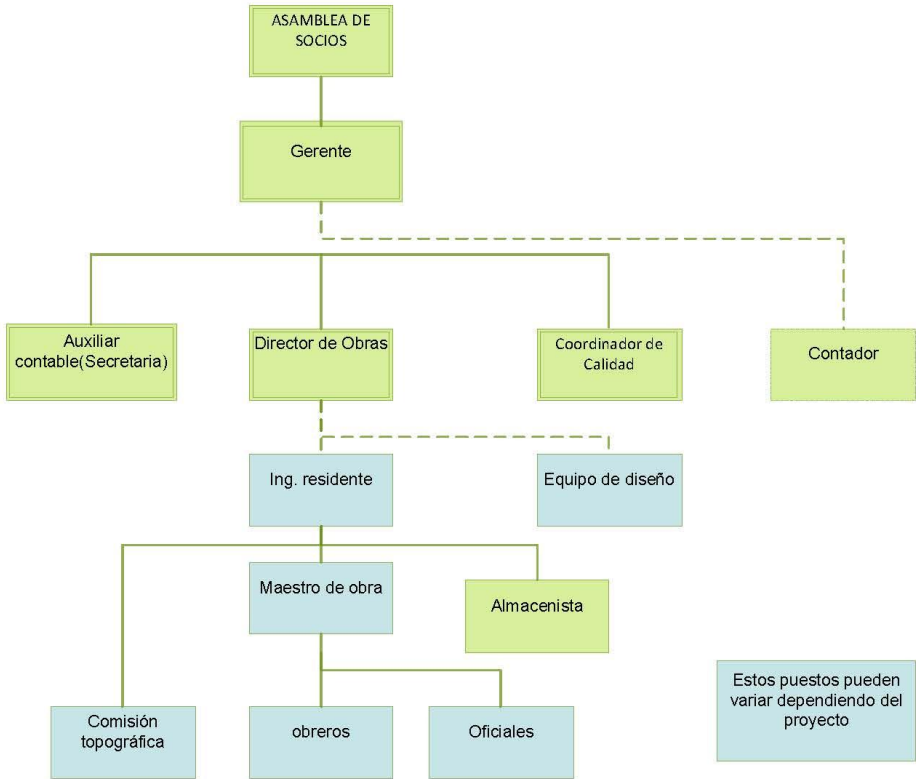 ASAMBLEA DE
SOCIOS
Gerente
Auxiliar
contable(Secretaria)
Director de Obras
Coordinador de
Calidad
Contador
Ing. residente
Equipo de diseño
Maestro de obra
Almacenista
Comisión
topográfica
obreros
Oficiales
Estos puestos pueden
variar dependiendo del
proyecto